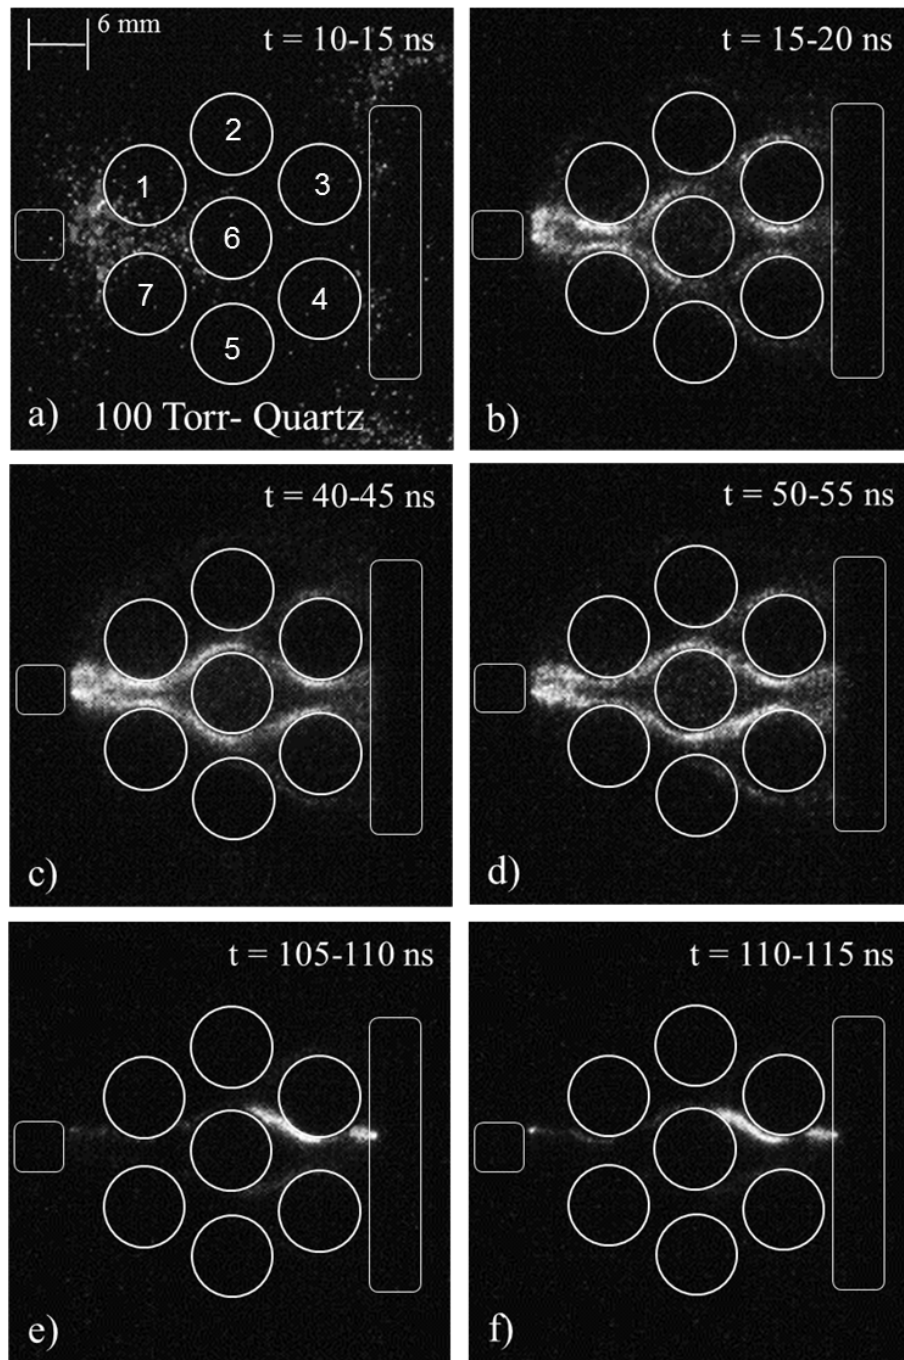 6 mm
t = 10-15 ns
1
2
3
6
7
4
5
a) 100 Torr- Quartz
t = 15-20 ns
b)
t = 40-45 ns
c)
t = 50-55 ns
d)
t = 105-110 ns
e)
t = 110-115 ns
f)